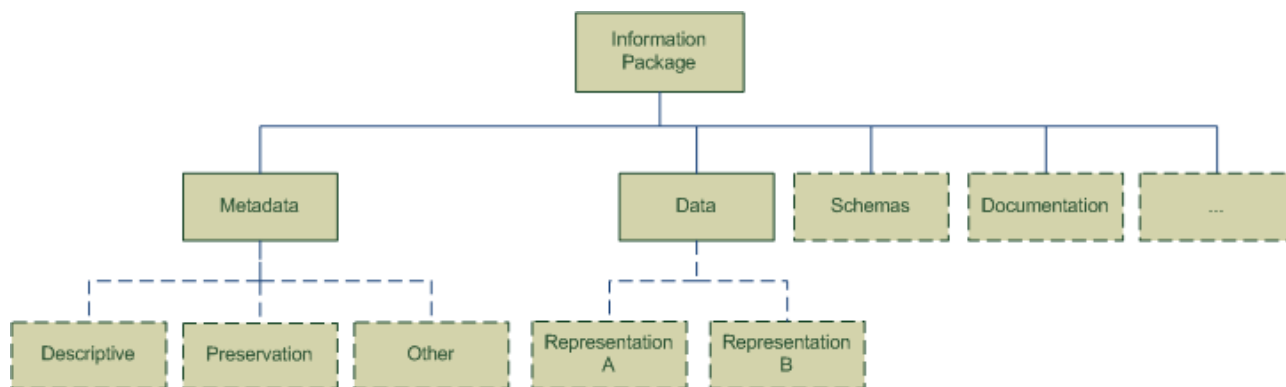 Information
Package
Metadata
Data
Schemas
Documentation
...
Descriptive
Preservation
Other
Representation
A
Representation
B